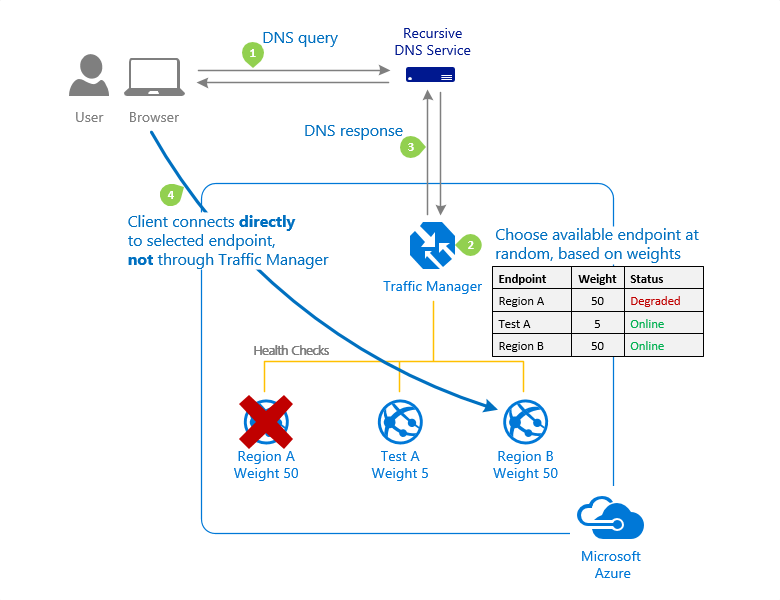 Recursive
DNS Service
DNS query
1
User
Browser
DNS response
3
4
Client connects directly
to selected endpoint,
not through Traffic Manager
2
Choose available endpoint at
random, based on weights
Traffic Manager
Endpoint Weight Status
Region A 50 Degraded
Test A 5 Online
Region B 50 Online
Health Checks
Region A
Weight 50
Test A
Weight 5
Region B
Weight 50
Microsoft
Azure